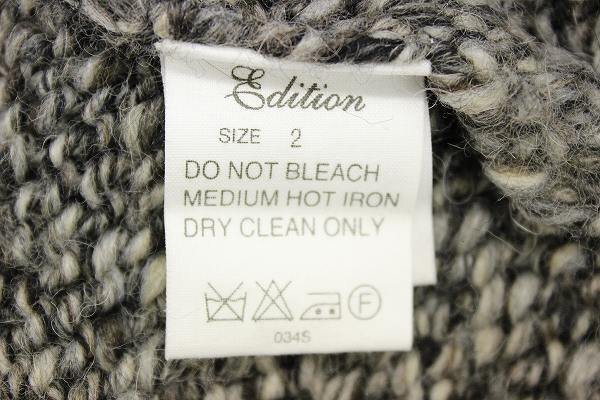 Edition
SIZE 2
DO NOT BLEACH
MEDIUM HOT IRON
DRY CLEAN ONLY
F
034S